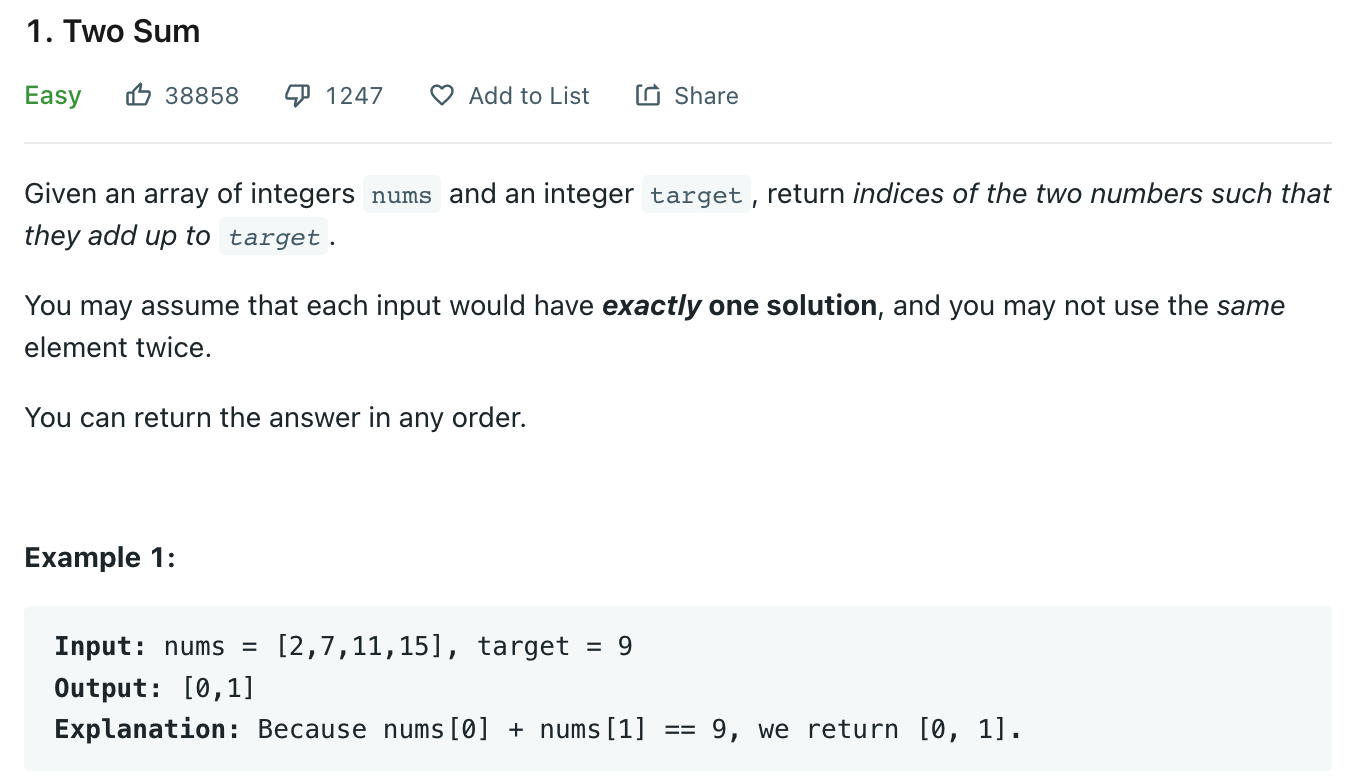 1. Two Sum
Easy 38858 1247 Add to List Share
Given an array of integers nums and an integer target, return indices of the two numbers such that
they add up to target.
You may assume that each input would have exactly one solution, and you may not use the same
element twice.
You can return the answer in any order.
Example 1:
Input: nums = [2,7,11,15], target = 9
Output: [0,1]
Explanation: Because nums[0] + nums[1] == 9, we return [0, 1].